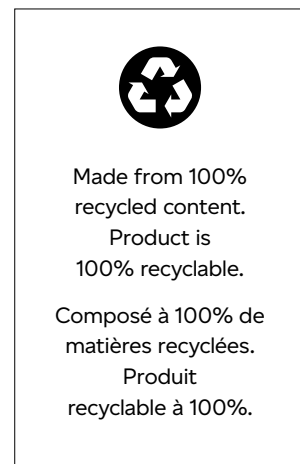 Made from 100%
recycled content.
Product is
100% recyclable.
Composé à 100% de
matières recyclées.
Produit
recyclable à 100%.